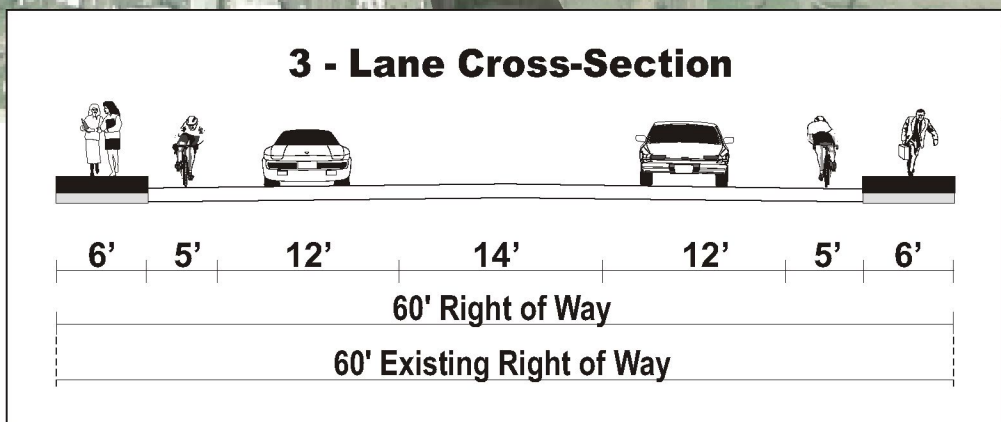 3 - Lane Cross-Section
6’ 5’ 12’ 14’ 12’ 5’ 6’
60' Right of Way
60' Existing Right of Way